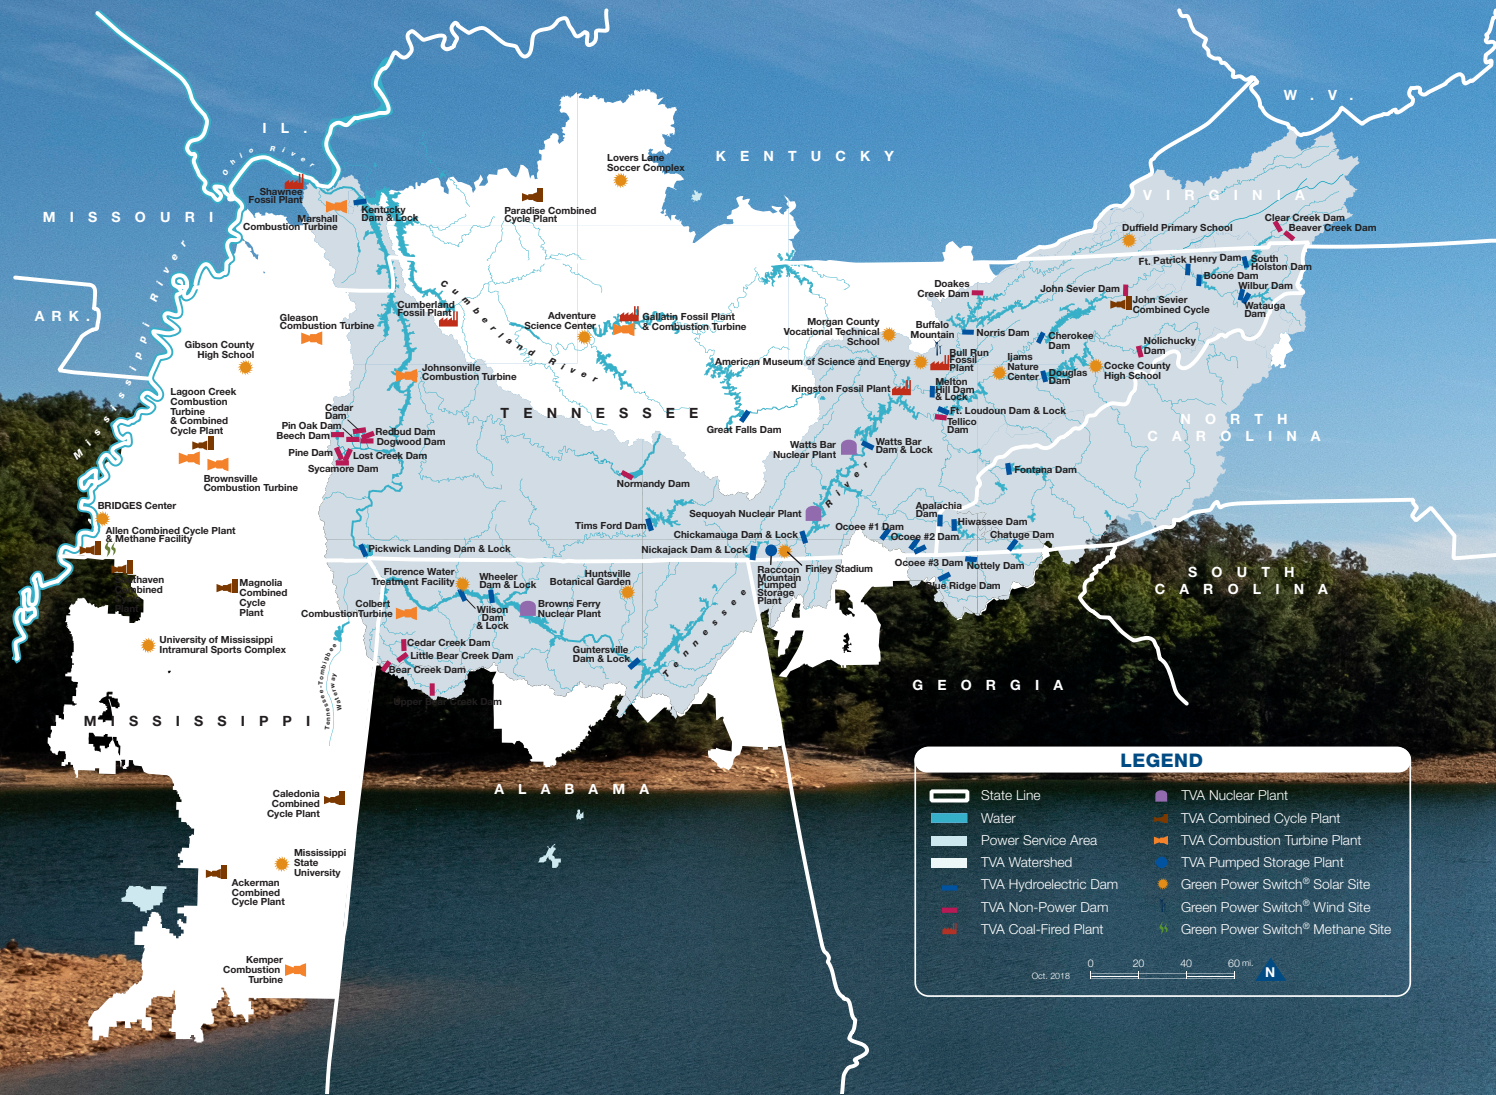 W. V.
IL.
Ohio River
KENTUCKY
Lovers Lane
Soccer Complex
Shawnee
Fossil Plant
VIRGINIA
MISSOURI
Marshall
Combustion Turbine
Kentucky
Dam & Lock
Paradise Combined
Cycle Plant
Duffield Primary School
Clear Creek Dam
Beaver Creek Dam
Mississippi River
Ft. Patrick Henry Dam
South
Holston Dam
Boone Dam
Wilbur Dam
Watauga
Dam
Doakes
Creek Dam
John Sevier Dam
John Sevier
Combined Cycle
ARK.
Cumberland
Fossil Plant
Cumberland River
Gleason
Combustion Turbine
Adventure
Science Center
Gallatin Fossil Plant
& Combustion Turbine
Morgan County
Vocational Technical
School
Buffalo
Mountain
Norris Dam
Cherokee
Dam
Nolichucky
Dam
Gibson County
High School
American Museum of Science and Energy
Bull Run
Fossil
Plant
Ijams
Nature
Center
Douglas
Dam
Cocke County
High School
Johnsonville
Combustion Turbine
Kingston Fossil Plant
Melton
Hill Dam
& Lock
Lagoon Creek
Combustion
Turbine
& Combined
Cycle Plant
Cedar
Dam
Pin Oak Dam
Beech Dam
Redbud Dam
Dogwood Dam
Pine Dam
Lost Creek Dam
Sycamore Dam
TENNESSEE
Great Falls Dam
Ft. Loudoun Dam & Lock
Tellico
Dam
NORTH
CAROLINA
Watts Bar
Nuclear Plant
Watts Bar
Dam & Lock
Brownsville
Combustion Turbine
Normandy Dam
Fontana Dam
BRIDGES Center
Allen Combined Cycle Plant
& Methane Facility
Sequoyah Nuclear Plant
Tims Ford Dam
Chickamauga Dam & Lock
Nickajack Dam & Lock
Ocoee #1 Dam
Ocoee #2 Dam
Ocoee #3 Dam
Apalachia
Dam
Hiwassee Dam
Chatuge Dam
Nottely Dam
Blue Ridge Dam
Pickwick Landing Dam & Lock
Raccoon
Mountain
Pumped
Storage
Plant
Finley Stadium
Florence Water
Treatment Facility
Wheeler
Dam & Lock
Huntsville
Botanical Garden
Magnolia
Combined
Cycle
Plant
Colbert
Combustion Turbine
Wilson
Dam
& Lock
Browns Ferry
Nuclear Plant
Tennessee River
SOUTH
CAROLINA
University of Mississippi
Intramural Sports Complex
Cedar Creek Dam
Little Bear Creek Dam
Bear Creek Dam
Upper Bear Creek Dam
Guntersville
Dam & Lock
Tennessee-Tombigbee
Waterway
GEORGIA
MISSISSIPPI
ALABAMA
Caledonia
Combined
Cycle Plant
Mississippi
State
University
Ackerman
Combined
Cycle Plant
Kemper
Combustion
Turbine
LEGEND
State Line
Water
Power Service Area
TVA Watershed
TVA Hydroelectric Dam
TVA Non-Power Dam
TVA Coal-Fired Plant
TVA Nuclear Plant
TVA Combined Cycle Plant
TVA Combustion Turbine Plant
TVA Pumped Storage Plant
Green Power Switch® Solar Site
Green Power Switch® Wind Site
Green Power Switch® Methane Site
Oct. 2018
0 20 40 60 mi.
N